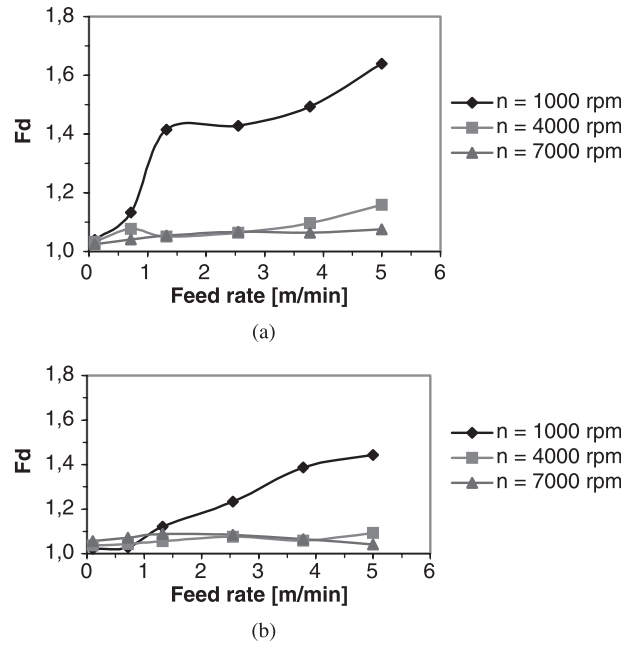 1,8
1,6
1,4
1,2
1,0
Fd
0 1 2 3 4 5 6
Feed rate [m/min]
n = 1000 rpm
n = 4000 rpm
n = 7000 rpm
(a)
1,8
1,6
1,4
1,2
1,0
Fd
0 1 2 3 4 5 6
Feed rate [m/min]
n = 1000 rpm
n = 4000 rpm
n = 7000 rpm
(b)